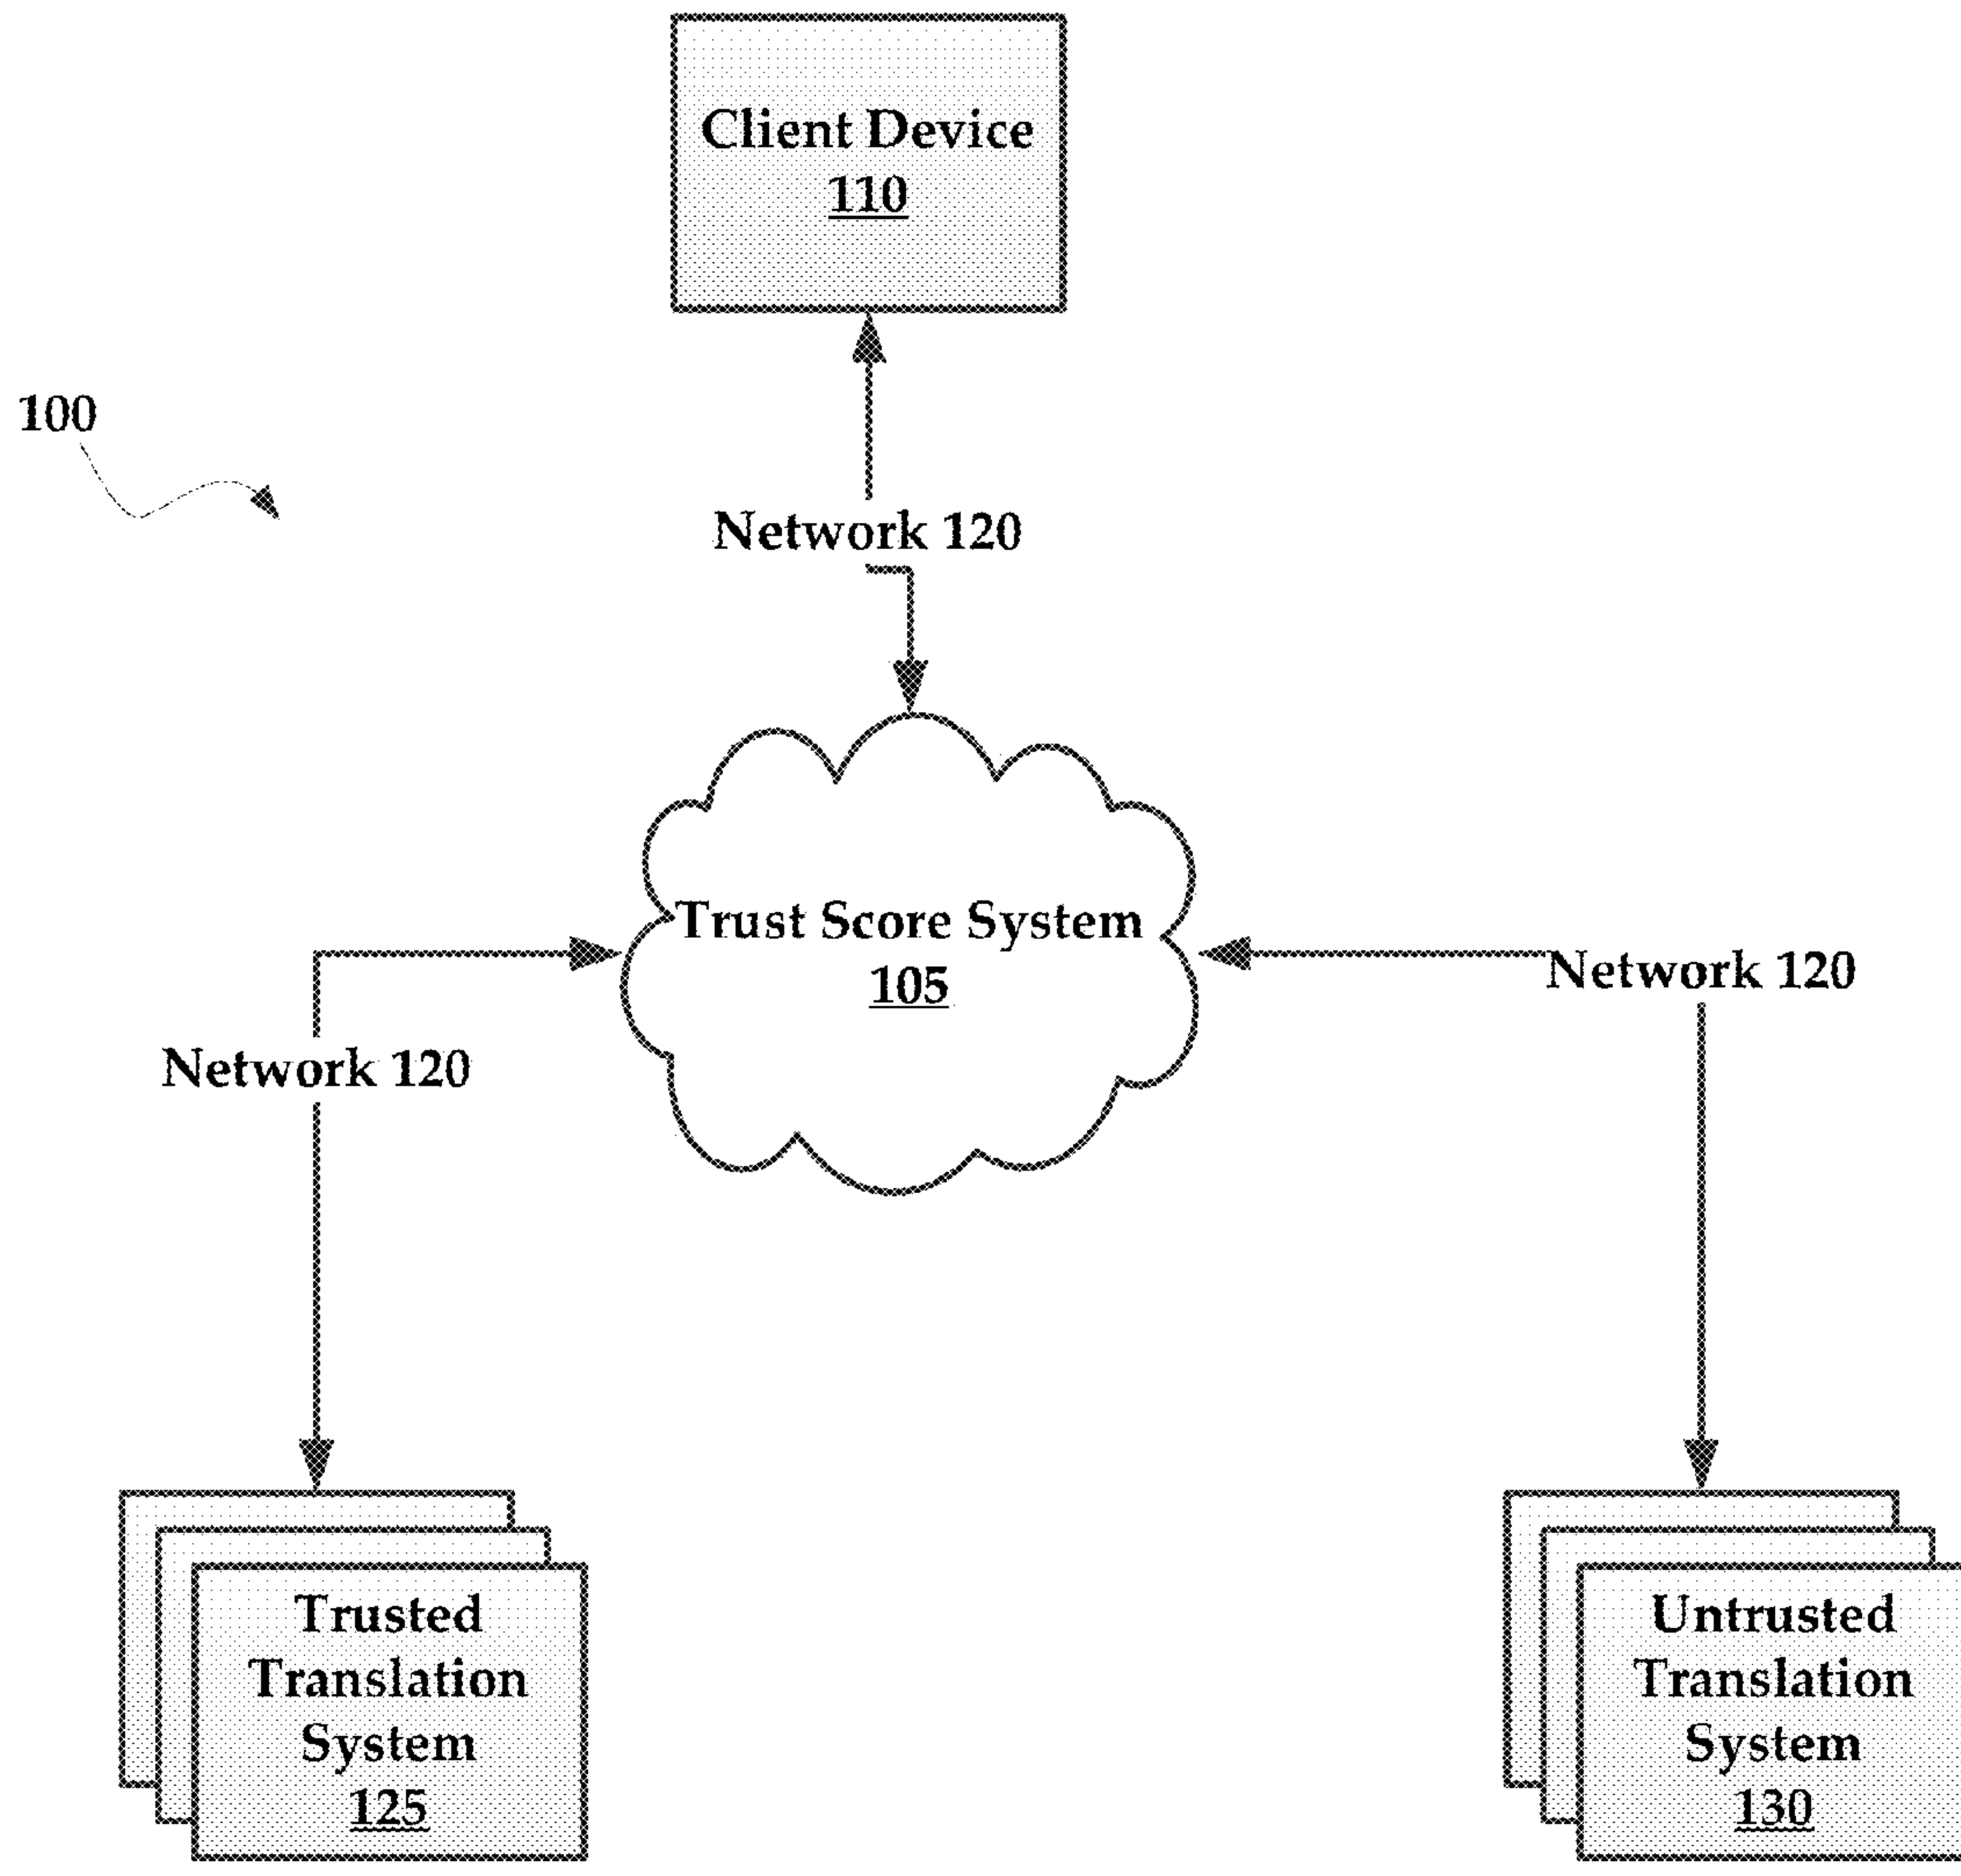 Client Device
110
100
Network 120
Trust Score System
105
Network 120
Network 120
Trusted
Translation
System
125
Untrusted
Translation
System
130